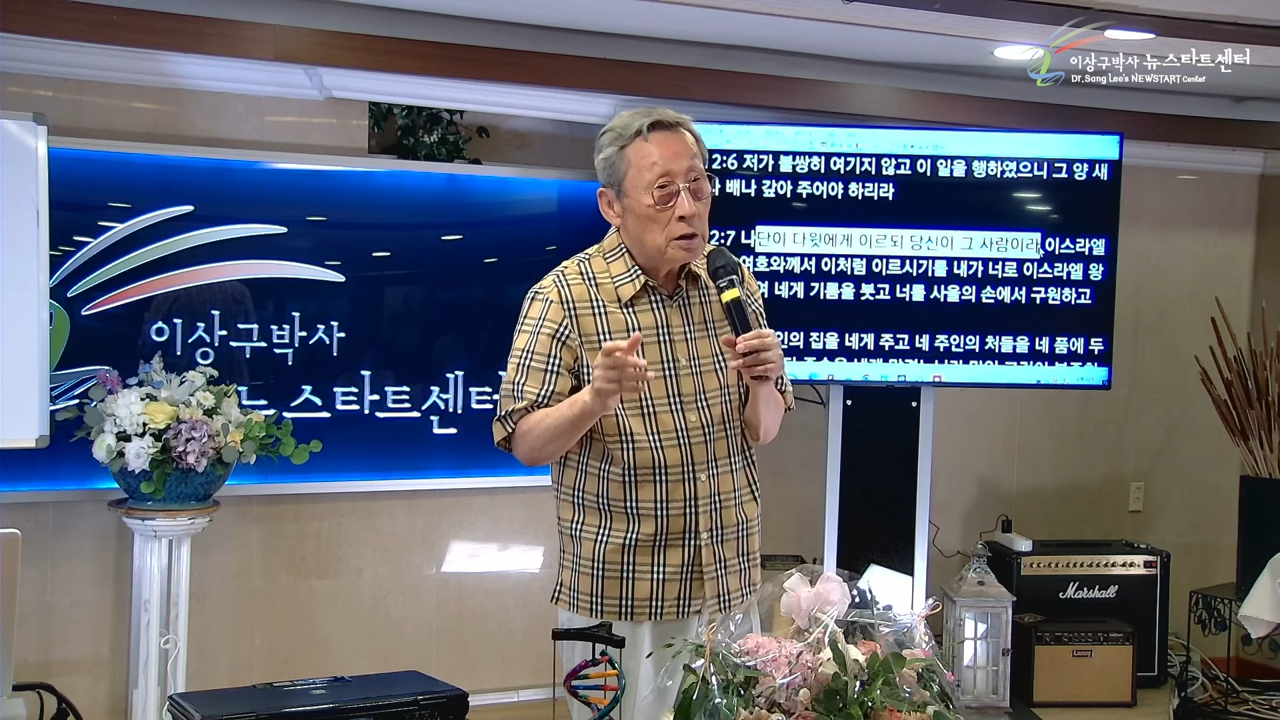 이상구박사 뉴스타트센터
Dr. Sang Lee's NEWSTART Center
이상구박사
뉴스타트센터
2:6 저가 불쌍히 여기지 않고 이 일을 행하였으니 그 양 새
배나 갚아 주어야 하리라
2:7 나단이 다윗에게 이르되 당신이 그 사람이라 이스라엘
여호와께서 이처럼 이르시기를 내가 너로 이스라엘 왕
네게 기름을 붓고 너를 사울의 손에서 구원하고
집을 네게 주고 네 주인의 처들을 네 품에 두
Marshall
Laney